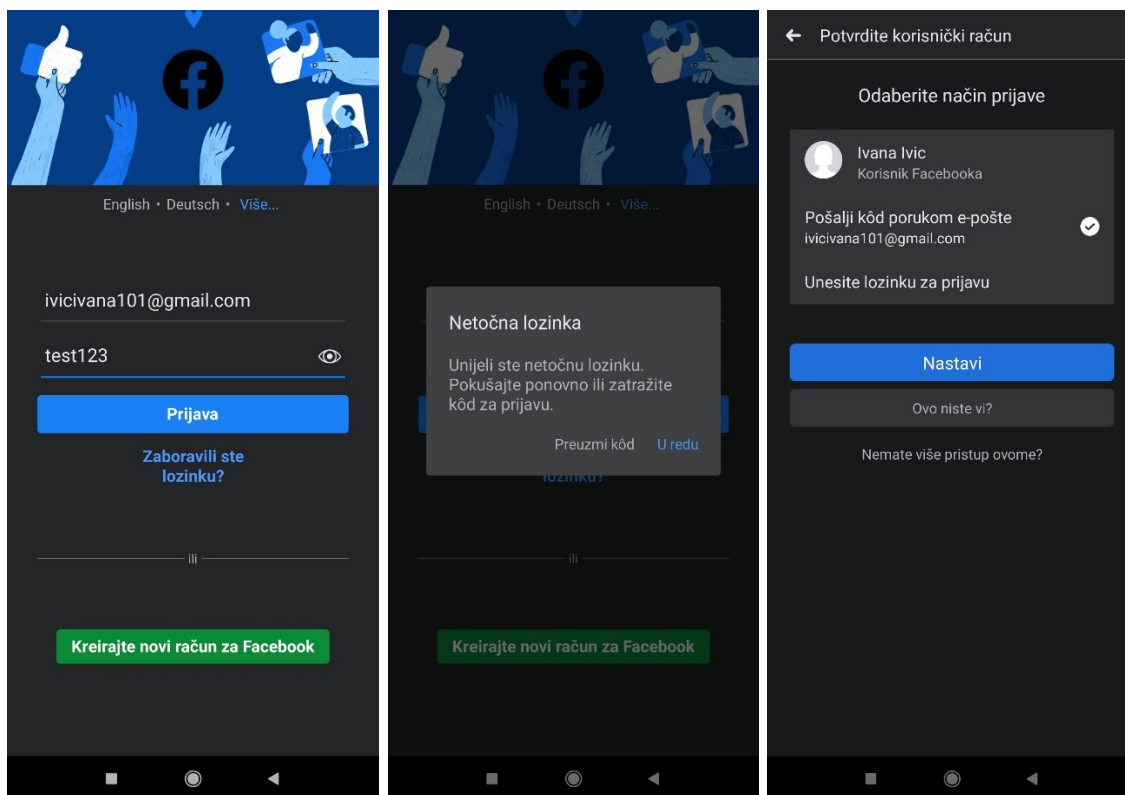 English • Deutsch • Više...
ivicivana101@gmail.com
test123
Prijava
Zaboravili ste
lozinku?
ili
Kreirajte novi račun za Facebook
English • Deutsch • Više...
Netočna lozinka
Unijeli ste netočnu lozinku.
Pokušajte ponovno ili zatražite
kôd za prijavu.
Preuzmi kôd U redu
lozinku?
ili
Kreirajte novi račun za Facebook
Potvrdite korisnički račun
Odaberite način prijave
Ivana Ivic
Korisnik Facebooka
Pošalji kôd porukom e-pošte
ivicivana101@gmail.com
Unesite lozinku za prijavu
Nastavi
Ovo niste vi?
Nemate više pristup ovome?